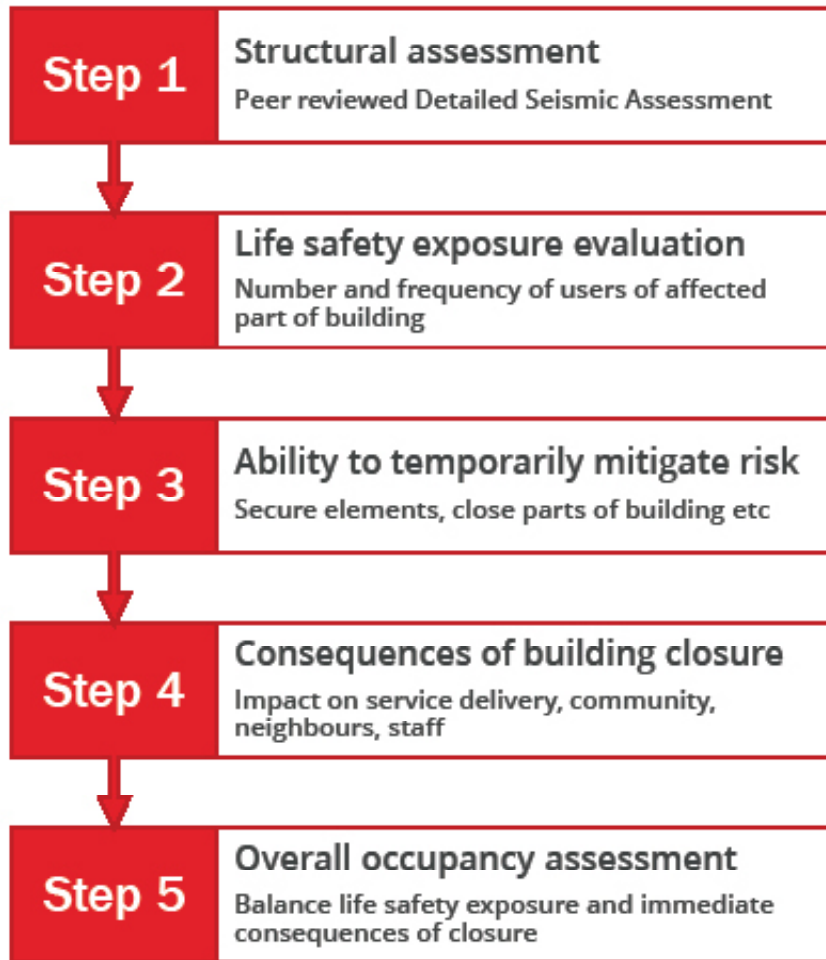 Step 1
Structural assessment
Peer reviewed Detailed Seismic Assessment
Step 2
Life safety exposure evaluation
Number and frequency of users of affected
part of building
Step 3
Ability to temporarily mitigate risk
Secure elements, close parts of building etc
Step 4
Consequences of building closure
Impact on service delivery, community,
neighbours, staff
Step 5
Overall occupancy assessment
Balance life safety exposure and immediate
consequences of closure